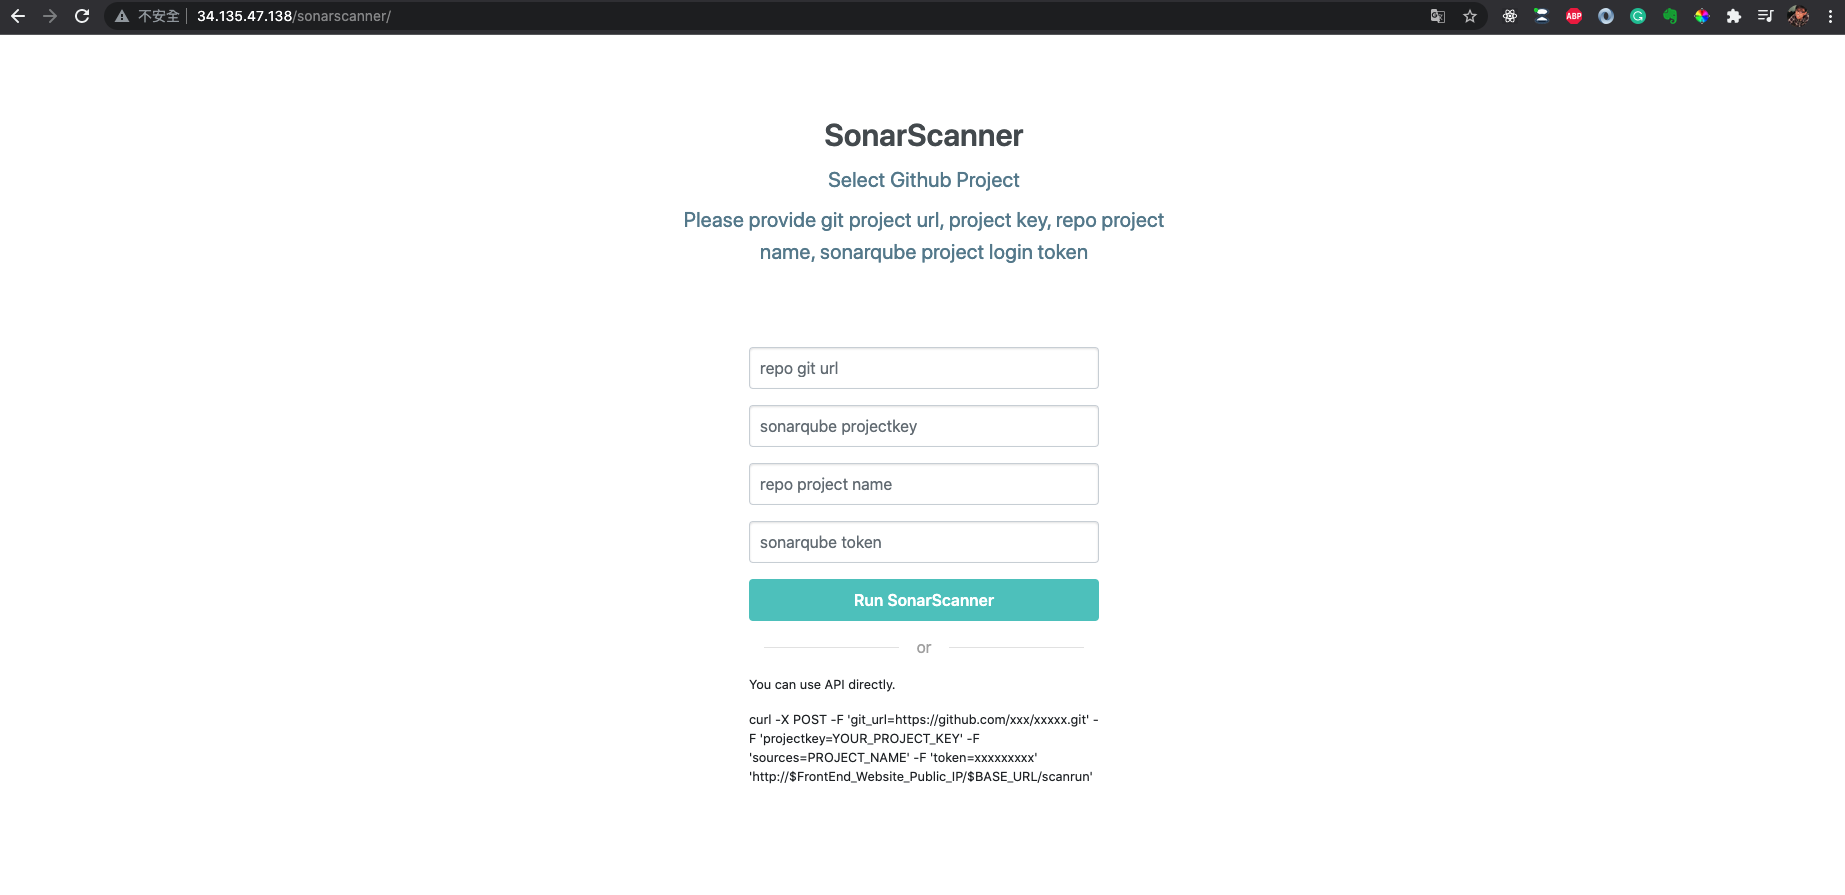 不安全 34.135.47.138/sonarscanner/
ABP
SonarScanner
Select Github Project
Please provide git project url, project key, repo project
name, sonarqube project login token
repo git url
sonarqube projectkey
repo project name
sonarqube token
Run SonarScanner
or
You can use API directly.
curl -X POST -F 'git_url=https://github.com/xxx/xxxxx.git' -
F 'projectkey=YOUR_PROJECT_KEY' -F
'sources=PROJECT_NAME' -F 'token=xxxxxxxxx'
'http://$FrontEnd_Website_Public_IP/$BASE_URL/scanrun'